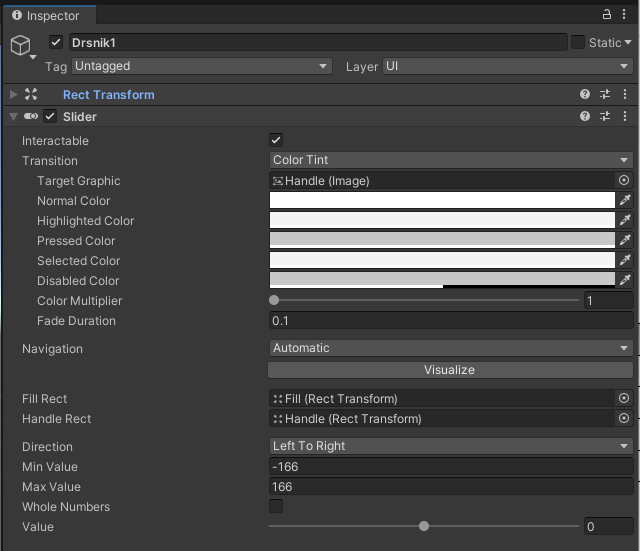 Inspector
Drsnik1 Static
Tag Untagged Layer UI
Rect Transform
Slider
Interactable
Transition Color Tint
Target Graphic Handle (Image)
Normal Color
Highlighted Color
Pressed Color
Selected Color
Disabled Color
Color Multiplier 1
Fade Duration 0.1
Navigation Automatic
Visualize
Fill Rect Fill (Rect Transform)
Handle Rect Handle (Rect Transform)
Direction Left To Right
Min Value -166
Max Value 166
Whole Numbers
Value 0